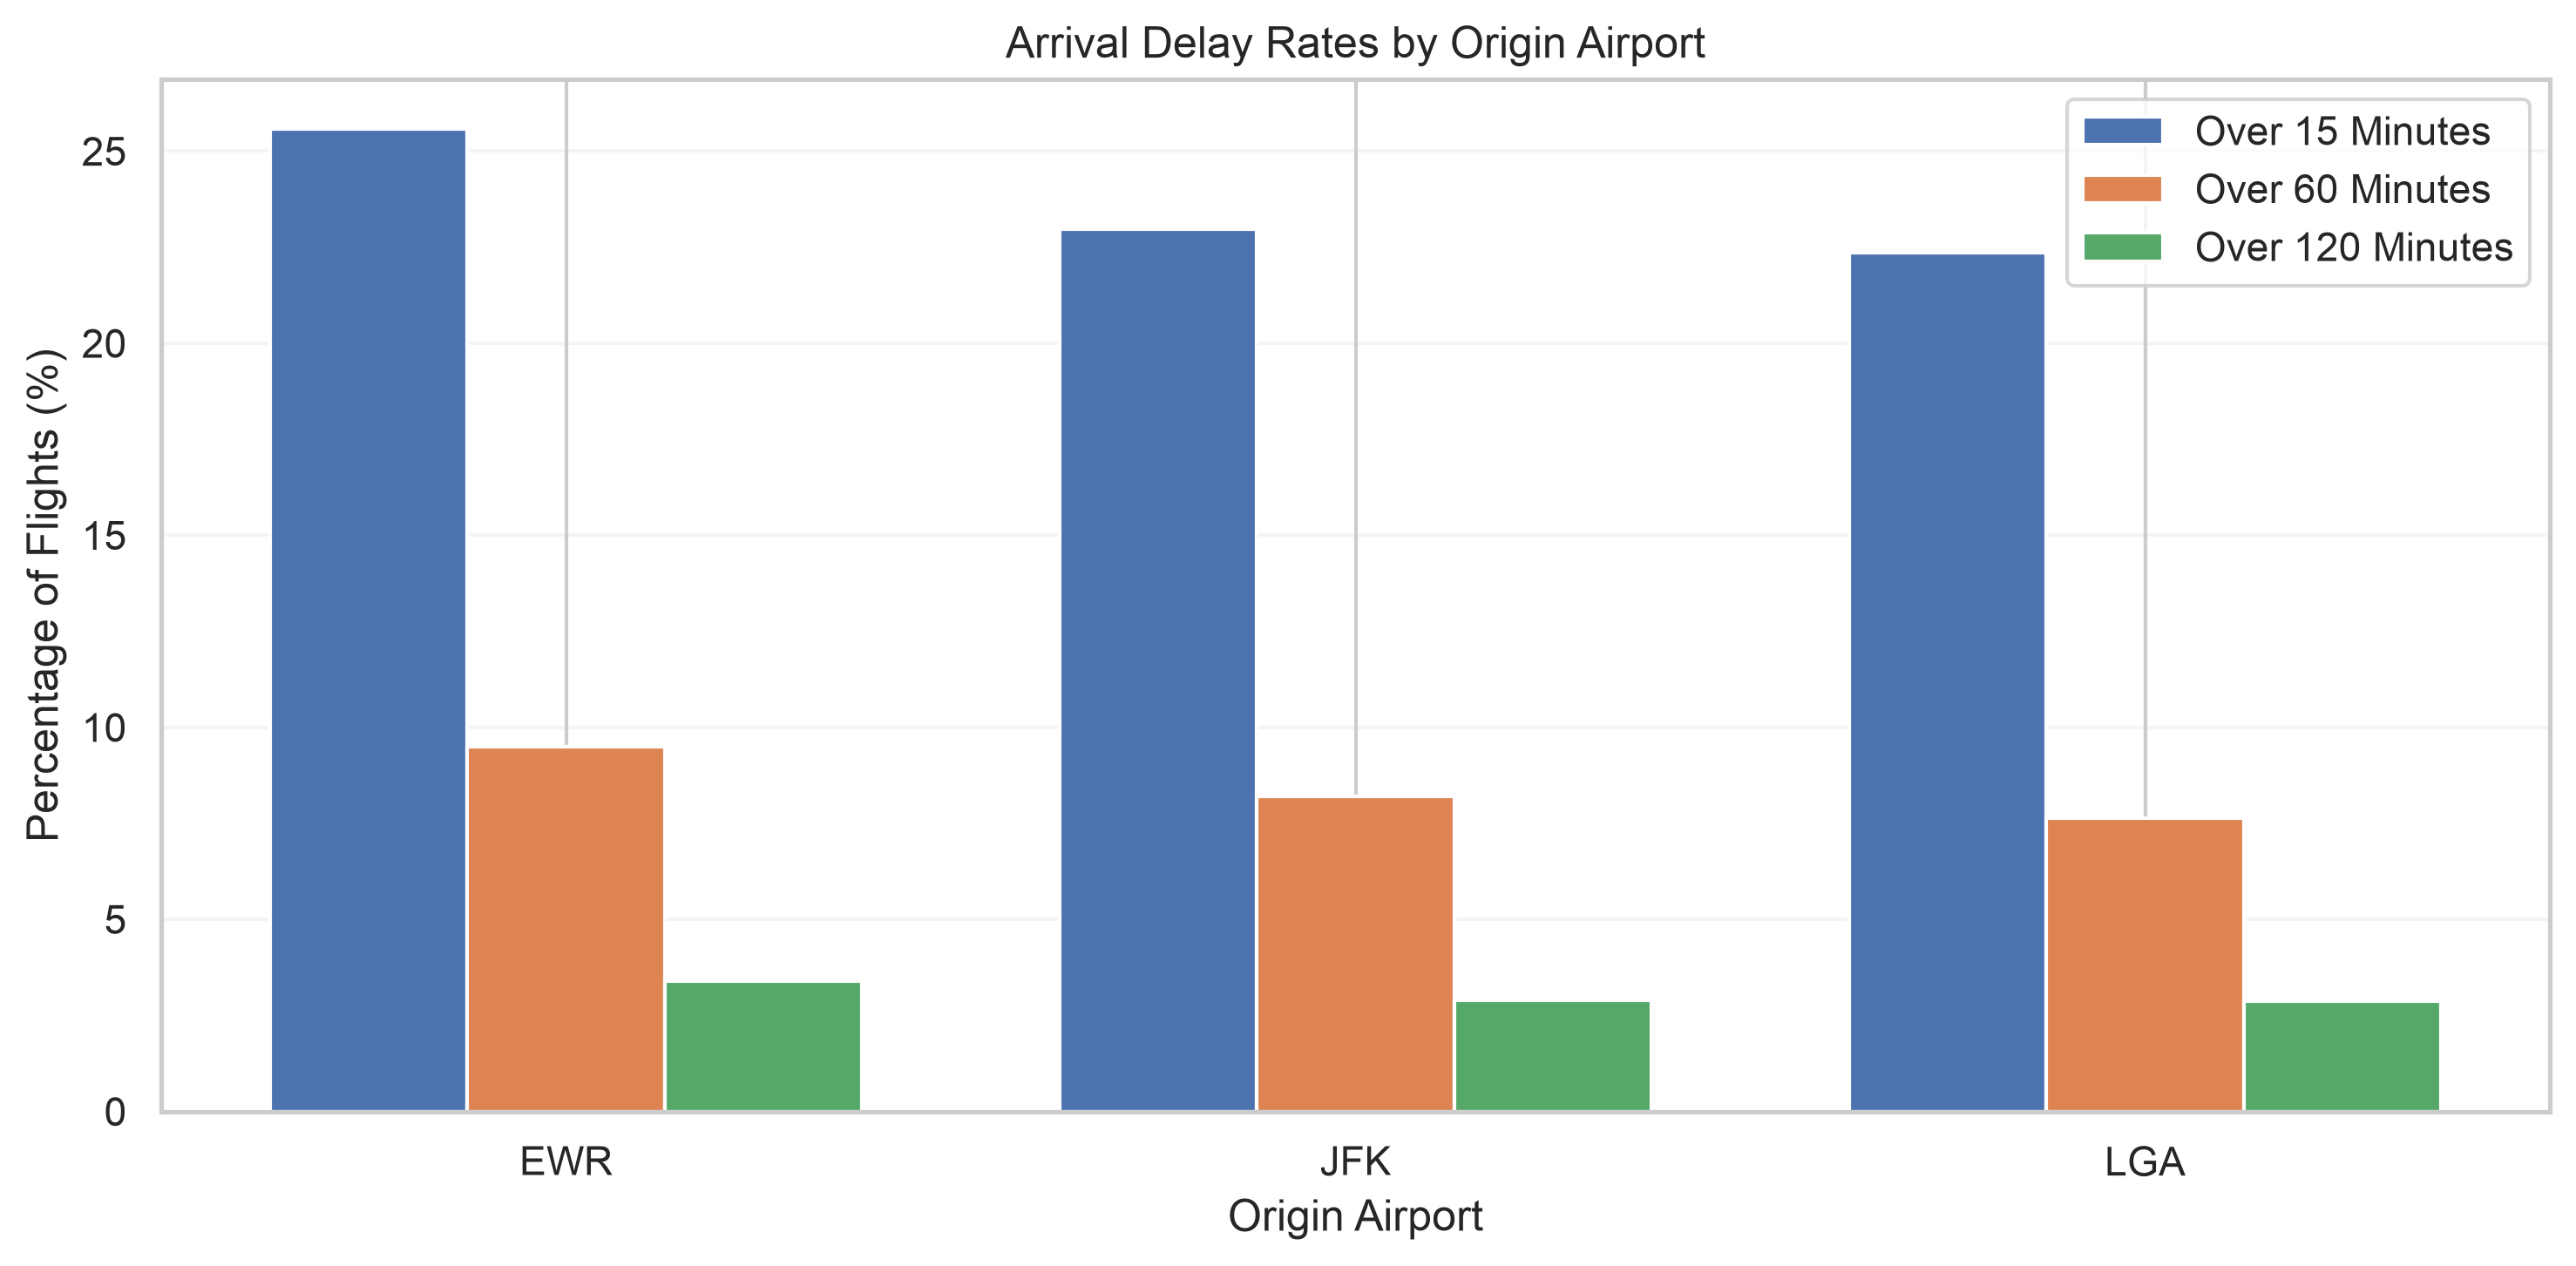 Arrival Delay Rates by Origin Airport
Over 15 Minutes
Over 60 Minutes
Over 120 Minutes
Percentage of Flights (%)
25
20
15
10
5
0
EWR
JFK
LGA
Origin Airport